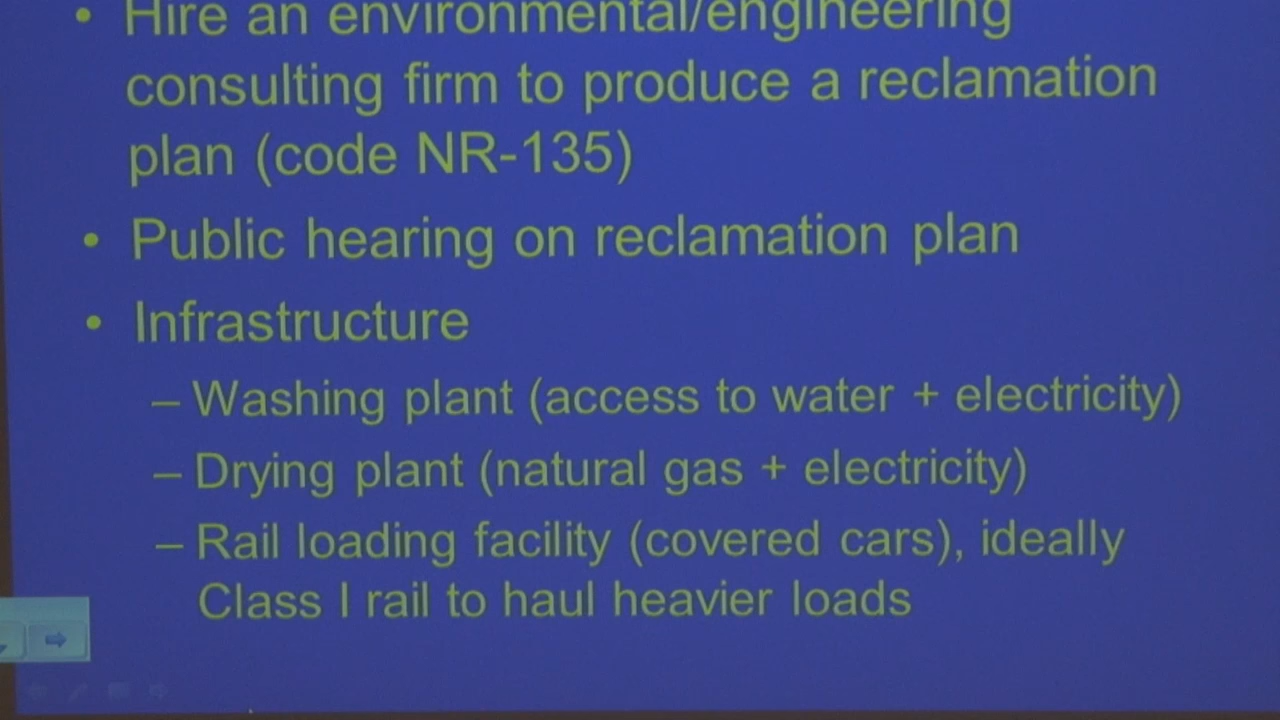 • Hire an environmental/engineering
consulting firm to produce a reclamation
plan (code NR-135)
• Public hearing on reclamation plan
• Infrastructure
– Washing plant (access to water + electricity)
– Drying plant (natural gas + electricity)
– Rail loading facility (covered cars), ideally
Class I rail to haul heavier loads